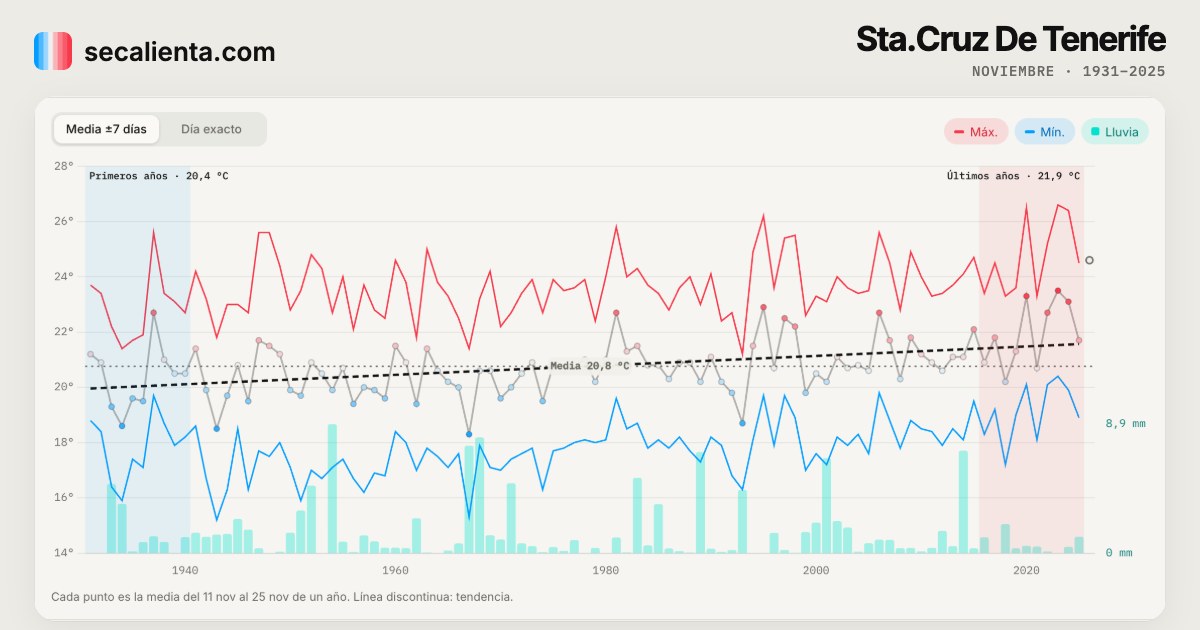 secalienta.com
Sta.Cruz De Tenerife
NOVIEMBRE · 1931–2025
Media ±7 días
Día exacto
Máx.
Mín.
Lluvia
Primeros años · 20,4 °C
Últimos años · 21,9 °C
28°
26°
24°
22°
20°
18°
16°
14°
Media 20,8 °C
8,9 mm
0 mm
1940
1960
1980
2000
2020
Cada punto es la media del 11 nov al 25 nov de un año. Línea discontinua: tendencia.